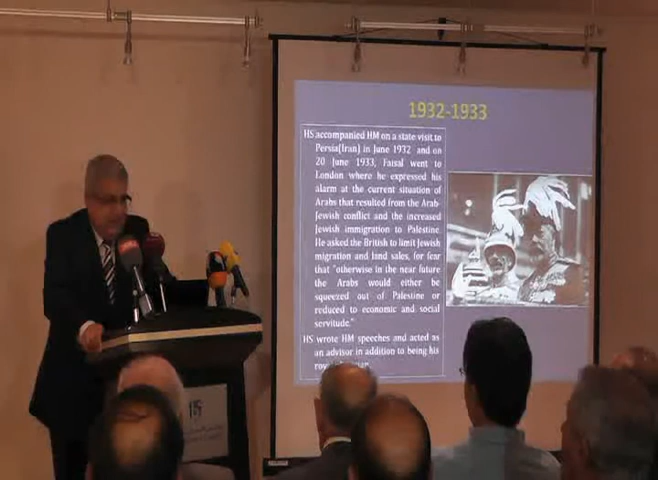 1932-1933
HS accompanied HM on a state visit to
Persia(Iran) in June 1932 and on
20 June 1933, Faisal went to
London where he expressed his
alarm at the current situation of
Arabs that resulted from the Arab-
Jewish conflict and the increased
Jewish immigration to Palestine.
He asked the British to limit Jewish
migration and land sales, for fear
that "otherwise in the near future
the Arabs would either be
squeezed out of Palestine or
reduced to economic and social
servitude."
HS wrote HM speeches and acted as
an advisor in addition to being his